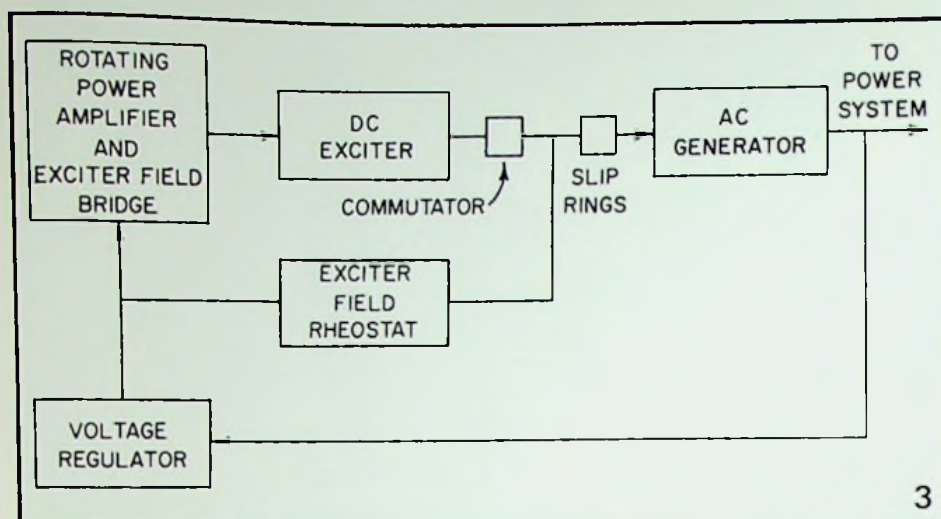 ROTATING
POWER
AMPLIFIER
AND
EXCITER FIELD
BRIDGE
DC
EXCITER
COMMUTATOR
SLIP
RINGS
AC
GENERATOR
TO
POWER
SYSTEM
EXCITER
FIELD
RHEOSTAT
VOLTAGE
REGULATOR
3